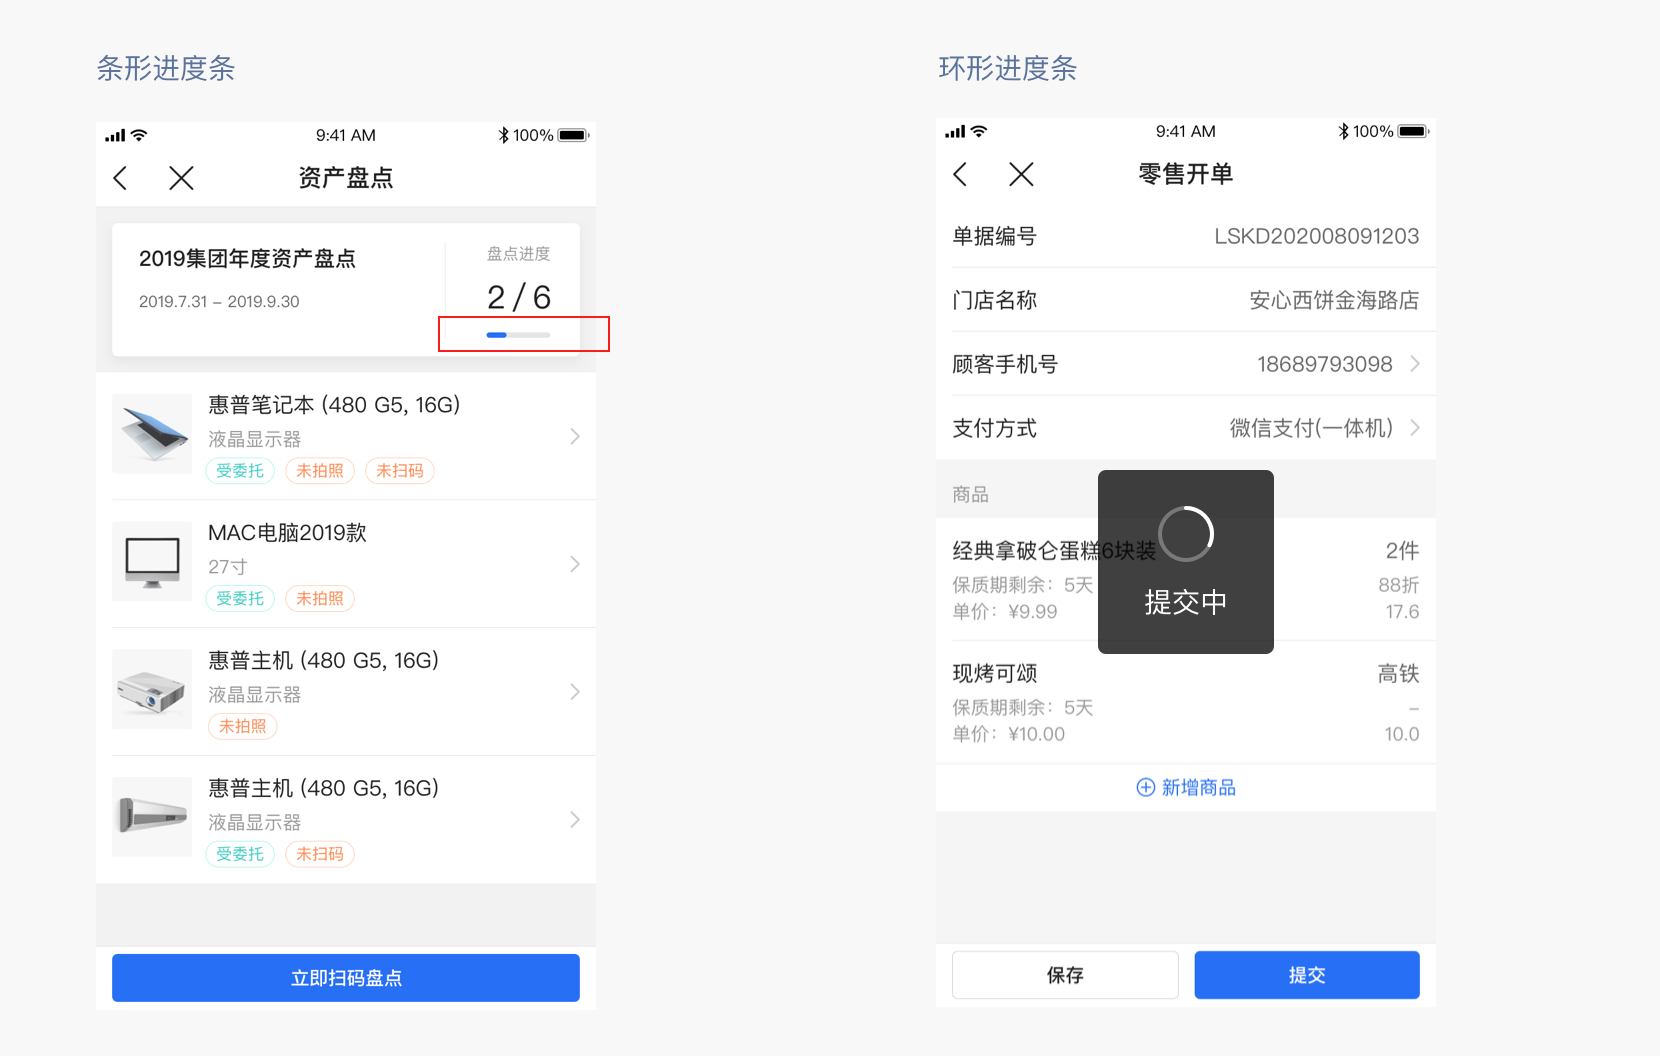 条形进度条
9:41 AM
100%
资产盘点
2019集团年度资产盘点
2019.7.31 – 2019.9.30
盘点进度
2 / 6
惠普笔记本 (480 G5, 16G)
液晶显示器
受委托 未拍照 未扫码
MAC电脑2019款
27寸
受委托 未拍照
惠普主机 (480 G5, 16G)
液晶显示器
未拍照
惠普主机 (480 G5, 16G)
液晶显示器
受委托 未扫码
立即扫码盘点
环形进度条
9:41 AM
100%
零售开单
单据编号 LSKD202008091203
门店名称 安心西饼金海路店
顾客手机号 18689793098
支付方式 微信支付(一体机)
商品
经典拿破仑蛋糕6块装 2件
保质期剩余：5天 88折
单价：¥9.99 17.6
提交中
现烤可颂 高铁
保质期剩余：5天 –
单价：¥10.00 10.0
新增商品
保存 提交